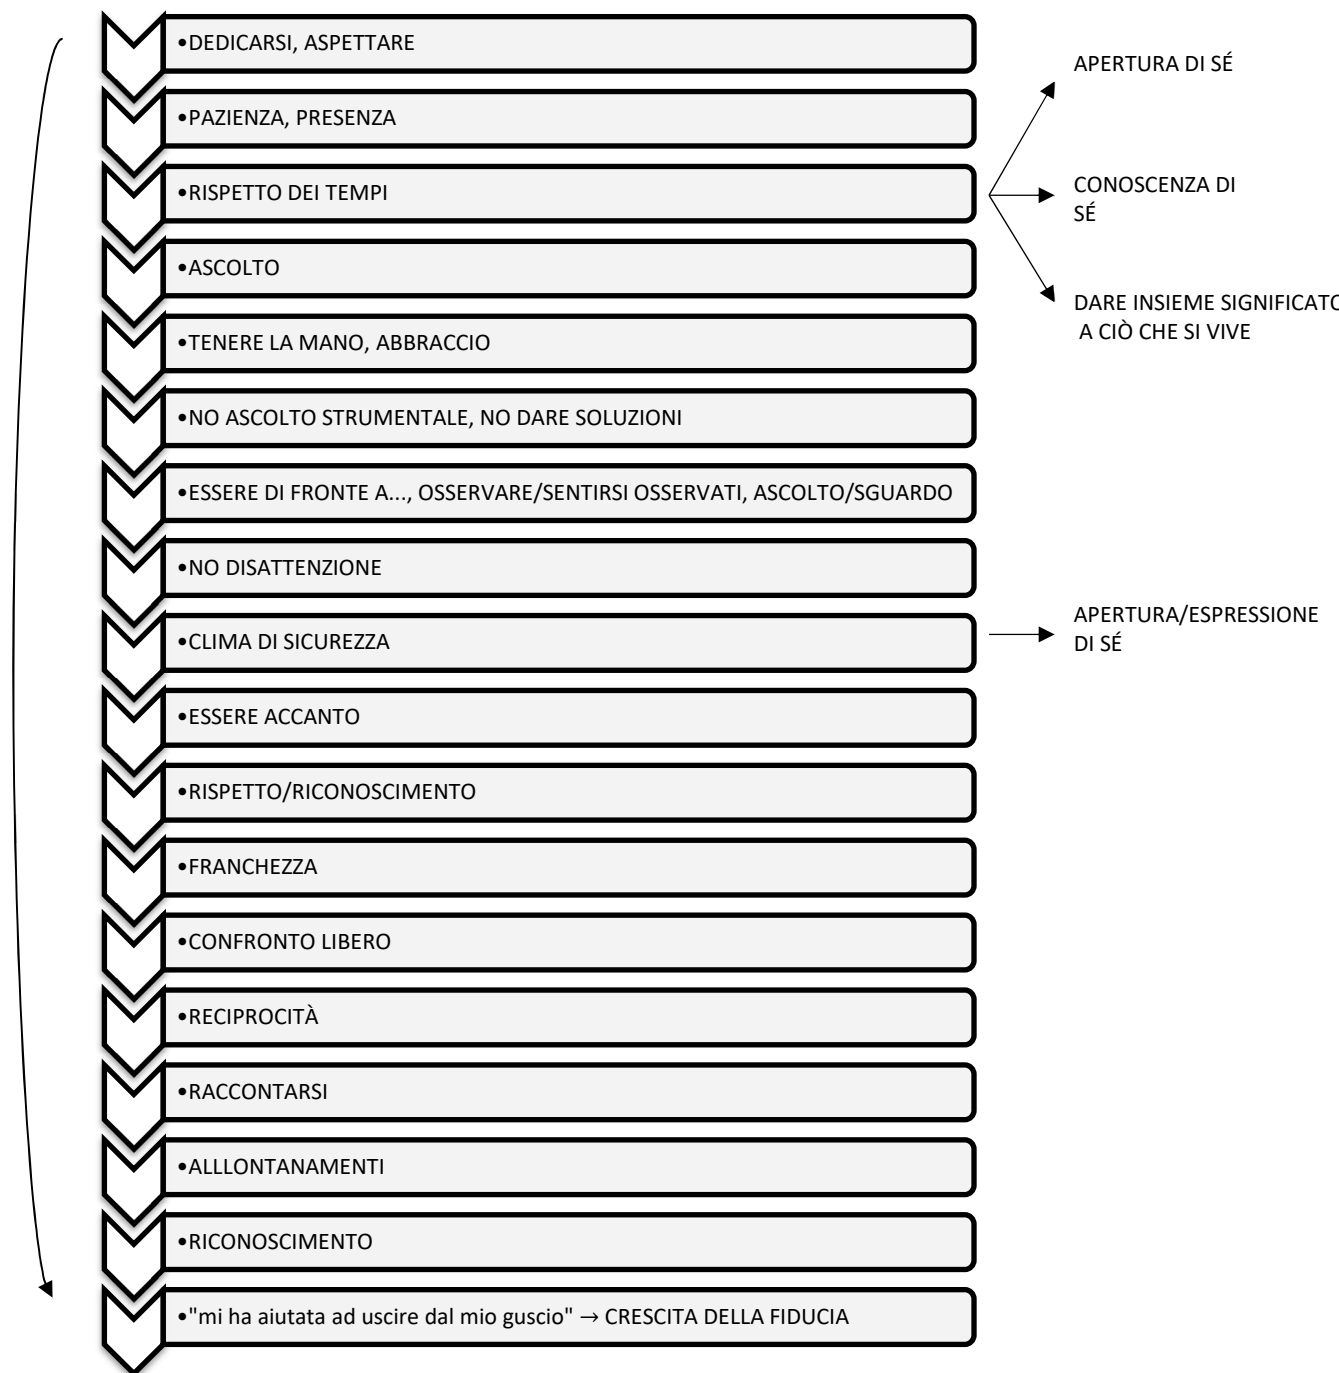 •DEDICARSI, ASPETTARE
APERTURA DI SÉ
•PAZIENZA, PRESENZA
•RISPETTO DEI TEMPI
CONOSCENZA DI
SÉ
•ASCOLTO
DARE INSIEME SIGNIFICATO
A CIÒ CHE SI VIVE
•TENERE LA MANO, ABBRACCIO
•NO ASCOLTO STRUMENTALE, NO DARE SOLUZIONI
•ESSERE DI FRONTE A..., OSSERVARE/SENTIRSI OSSERVATI, ASCOLTO/SGUARDO
•NO DISATTENZIONE
•CLIMA DI SICUREZZA
APERTURA/ESPRESSIONE
DI SÉ
•ESSERE ACCANTO
•RISPETTO/RICONOSCIMENTO
•FRANCHEZZA
•CONFRONTO LIBERO
•RECIPROCITÀ
•RACCONTARSI
•ALLLONTANAMENTI
•RICONOSCIMENTO
•"mi ha aiutata ad uscire dal mio guscio" → CRESCITA DELLA FIDUCIA